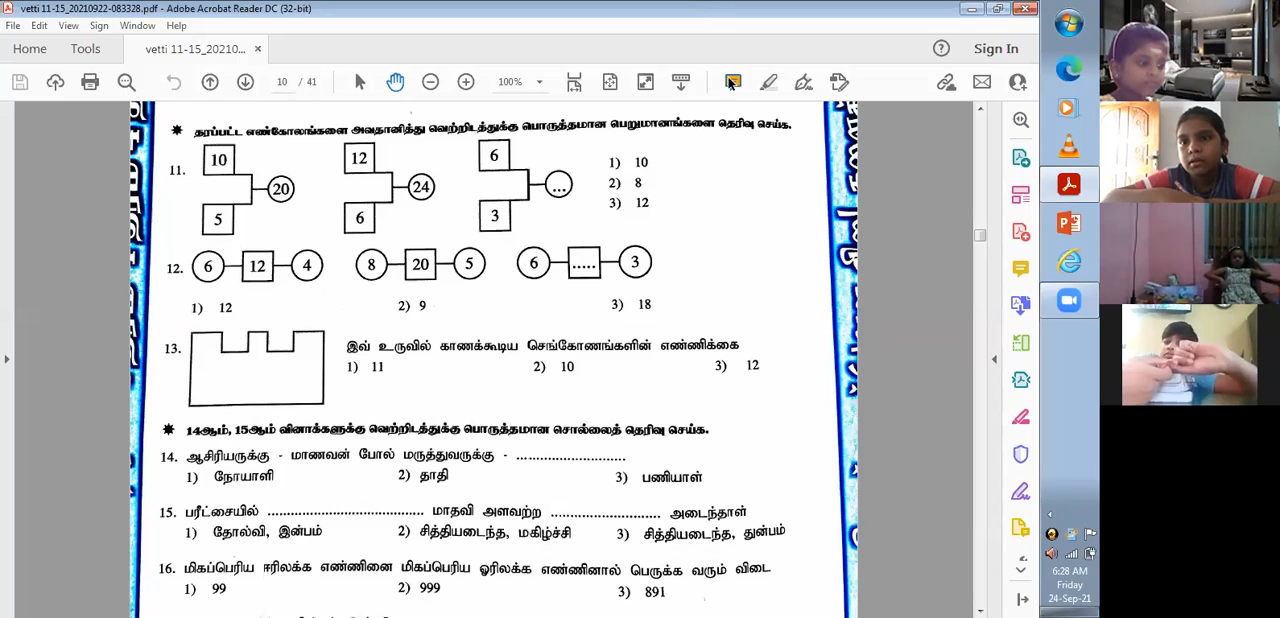 vetti 11-15_20210922-083328.pdf - Adobe Acrobat Reader DC (32-bit)
File Edit View Sign Window Help
Home Tools vetti 11-15_20210... × Sign In
10 / 41 100%
✷ தரப்பட்ட எண்கோலங்களை அவதானித்து வெற்றிடத்துக்கு பொருத்தமான பெறுமானங்களை தெரிவு செய்க.
11. 10 20 5 12 24 6 6 ... 3
1) 10
2) 8
3) 12
12. 6 12 4 8 20 5 6 ..... 3
1) 12 2) 9 3) 18
13. இவ் உருவில் காணக்கூடிய செங்கோணங்களின் எண்ணிக்கை
1) 11 2) 10 3) 12
✷ 14ஆம், 15ஆம் வினாக்களுக்கு வெற்றிடத்துக்கு பொருத்தமான சொல்லைத் தெரிவு செய்க.
14. ஆசிரியருக்கு - மாணவன் போல் மருத்துவருக்கு - ..........................
1) நோயாளி 2) தாதி 3) பணியாள்
15. பரீட்சையில் ..................................... மாதவி அளவற்ற .......................... அடைந்தாள்
1) தோல்வி, இன்பம் 2) சித்தியடைந்த, மகிழ்ச்சி 3) சித்தியடைந்த, துன்பம்
16. மிகப்பெரிய ஈரிலக்க எண்ணினை மிகப்பெரிய ஓரிலக்க எண்ணினால் பெருக்க வரும் விடை
1) 99 2) 999 3) 891
6:28 AM
Friday
24-Sep-21